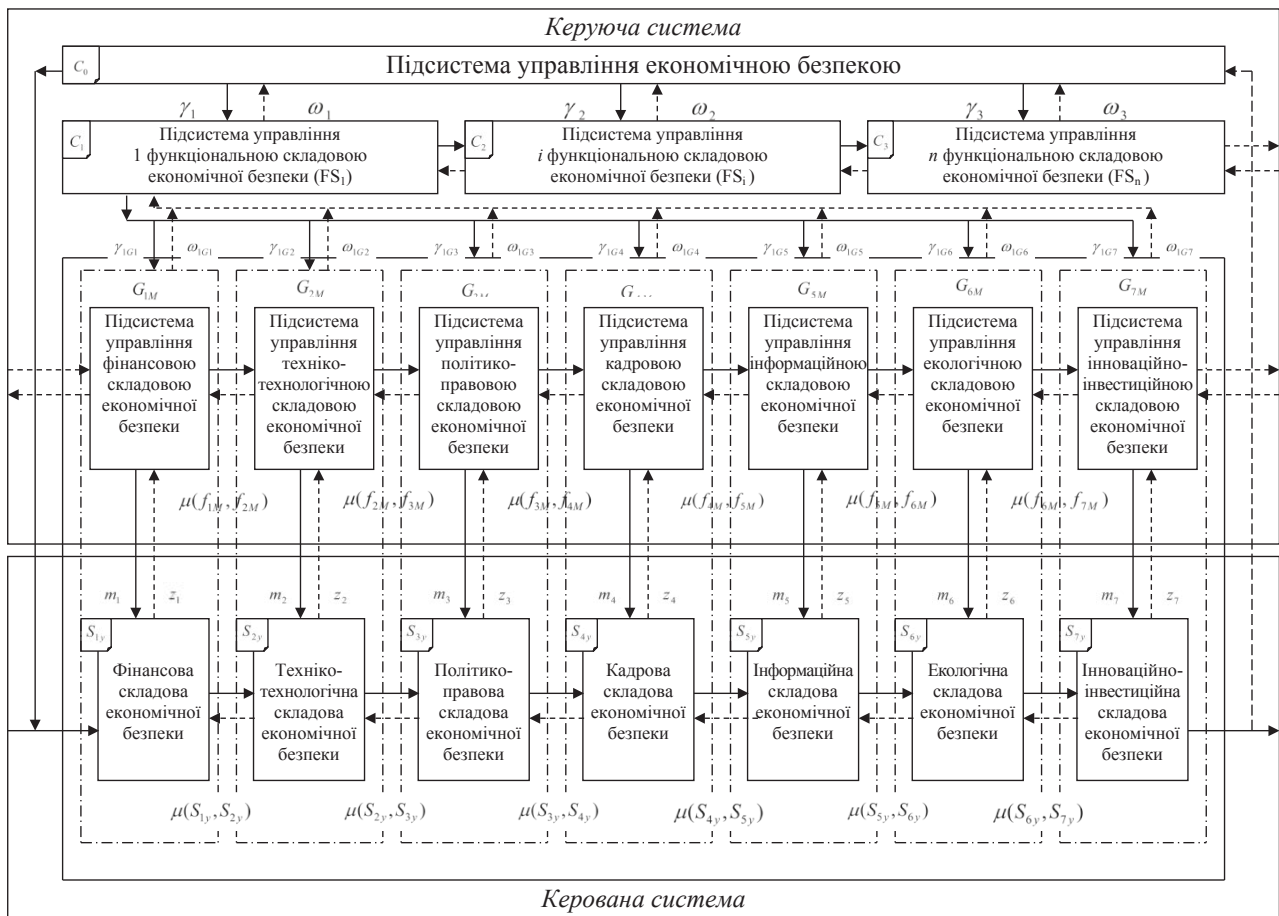 Керуюча система
C₀
Підсистема управління економічною безпекою
γ₁ ω₁ γ₂ ω₂ γ₃ ω₃
C₁
Підсистема управління
1 функціональною складовою
економічної безпеки (FS₁)
C₂
Підсистема управління
i функціональною складовою
економічної безпеки (FSᵢ)
C₃
Підсистема управління
n функціональною складовою
економічної безпеки (FSₙ)
γ₁G₁ ω₁G₁ γ₁G₂ ω₁G₂ γ₁G₃ ω₁G₃ γ₁G₄ ω₁G₄ γ₁G₅ ω₁G₅ γ₁G₆ ω₁G₆ γ₁G₇ ω₁G₇
G₁M
Підсистема
управління
фінансовою
складовою
економічної
безпеки
G₂M
Підсистема
управління
техніко-
технологічною
складовою
економічної
безпеки
G
Підсистема
управління
політико-
правовою
складовою
економічної
безпеки
G
Підсистема
управління
кадровою
складовою
економічної
безпеки
G₅M
Підсистема
управління
інформаційною
складовою
економічної
безпеки
G₆M
Підсистема
управління
екологічною
складовою
економічної
безпеки
G₇M
Підсистема
управління
інноваційно-
інвестиційною
складовою
економічної
безпеки
μ(f₁M, f₂M) μ(f₂M, f₃M) μ(f₃M, f₄M) μ(f₄M, f₅M) μ(f₅M, f₆M) μ(f₆M, f₇M)
m₁ z₁ m₂ z₂ m₃ z₃ m₄ z₄ m₅ z₅ m₆ z₆ m₇ z₇
S₁y
Фінансова
складова
економічної
безпеки
S₂y
Техніко-
технологічна
складова
економічної
безпеки
S₃y
Політико-
правова
складова
економічної
безпеки
S₄y
Кадрова
складова
економічної
безпеки
S₅y
Інформаційна
складова
економічної
безпеки
S₆y
Екологічна
складова
економічної
безпеки
S₇y
Інноваційно-
інвестиційна
складова
економічної
безпеки
μ(S₁y, S₂y) μ(S₂y, S₃y) μ(S₃y, S₄y) μ(S₄y, S₅y) μ(S₅y, S₆y) μ(S₆y, S₇y)
Керована система